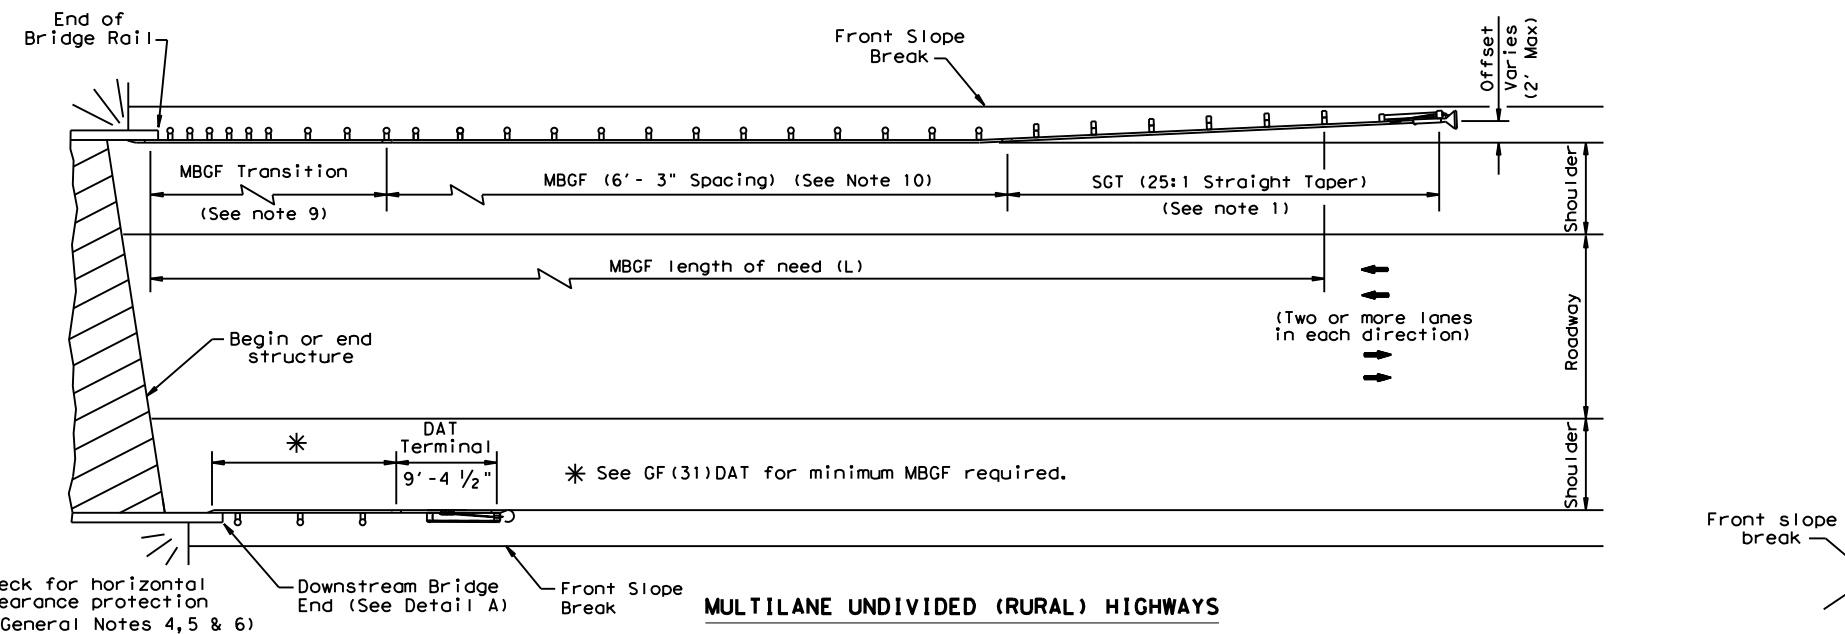 End of
Bridge Rail
Front Slope
Break
Offset
Varies
(2' Max)
MBGF Transition
(See note 9)
MBGF (6'- 3" Spacing) (See Note 10)
SGT (25:1 Straight Taper)
(See note 1)
Shoulder
MBGF length of need (L)
(Two or more lanes
in each direction)
Roadway
Begin or end
structure
DAT
Terminal
9'-4 1/2"
* 
* See GF(31)DAT for minimum MBGF required.
Shoulder
Front slope
break
eck for horizontal
earance protection
General Notes 4,5 & 6)
Downstream Bridge
End (See Detail A)
Front Slope
Break
MULTILANE UNDIVIDED (RURAL) HIGHWAYS